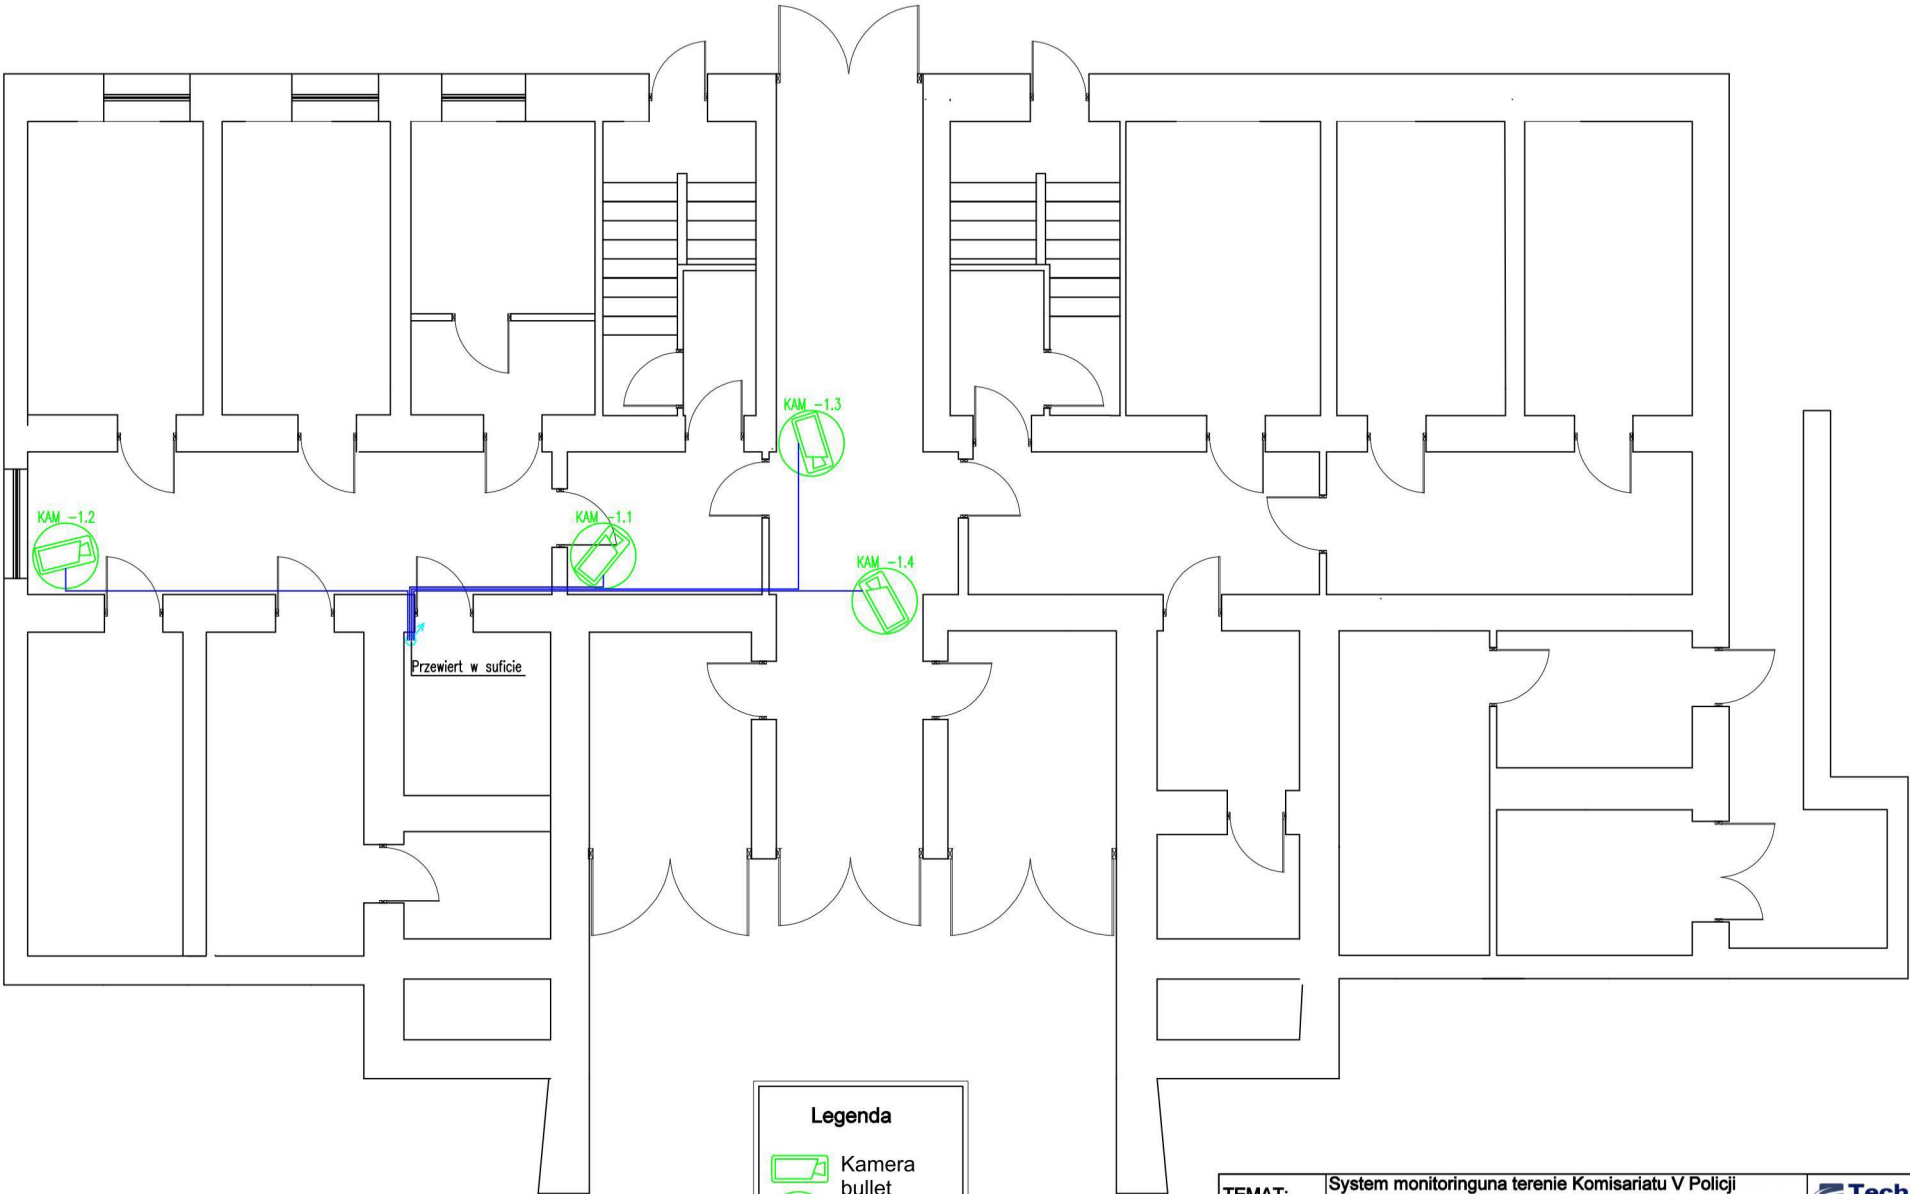 KAM -1.3
KAM -1.2
KAM -1.1
KAM -1.4
Przewiert w suficie
Legenda
Kamera
bullet
TEMAT:
System monitoringuna terenie Komisariatu V Policji
Tech